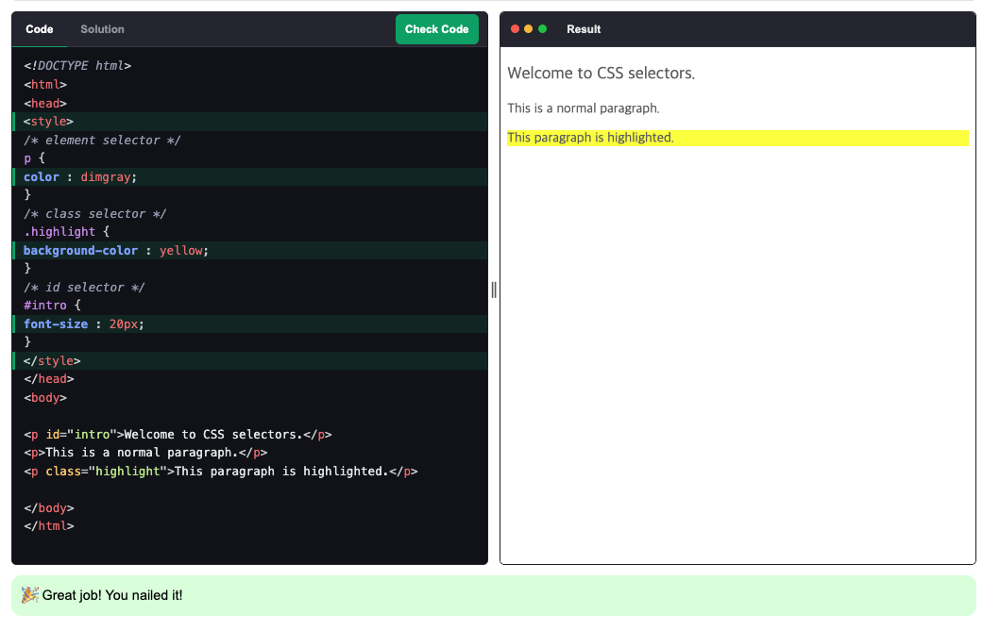 Code
Solution
Check Code
<!DOCTYPE html>
<html>
<head>
<style>
/* element selector */
p {
color : dimgray;
}
/* class selector */
.highlight {
background-color : yellow;
}
/* id selector */
#intro {
font-size : 20px;
}
</style>
</head>
<body>
<p id="intro">Welcome to CSS selectors.</p>
<p>This is a normal paragraph.</p>
<p class="highlight">This paragraph is highlighted.</p>
</body>
</html>
Result
Welcome to CSS selectors.
This is a normal paragraph.
This paragraph is highlighted.
🎉 Great job! You nailed it!